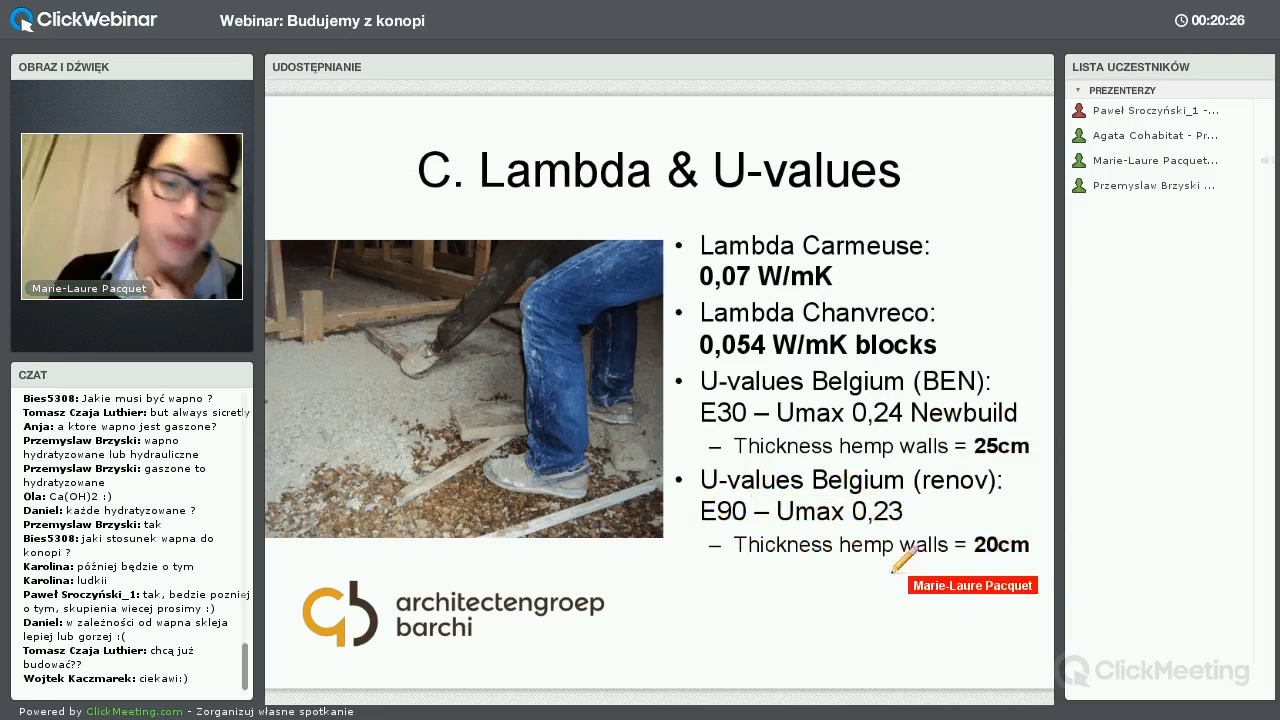 ClickWebinar
Webinar: Budujemy z konopi
00:20:26
OBRAZ I DŹWIĘK
Marie-Laure Pacquet
CZAT
Bies5308: Jakie musi być wapno ?
Tomasz Czaja Luthier: but always sicretly
Anja: a ktore wapno jest gaszone?
Przemyslaw Brzyski: wapno
hydratyzowane lub hydrauliczne
Przemyslaw Brzyski: gaszone to
hydratyzowane
Ola: Ca(OH)2 :)
Daniel: każde hydratyzowane ?
Przemyslaw Brzyski: tak
Bies5308: jaki stosunek wapna do
konopi ?
Karolina: później będzie o tym
Karolina: ludkii
Paweł Sroczyński_1: tak, bedzie pozniej
o tym, skupienia wiecej prosimy :)
Daniel: w zależności od wapna skleja
lepiej lub gorzej :(
Tomasz Czaja Luthier: chcą już
budować??
Wojtek Kaczmarek: ciekawi:)
UDOSTĘPNIANIE
C. Lambda & U-values
• Lambda Carmeuse:
0,07 W/mK
• Lambda Chanvreco:
0,054 W/mK blocks
• U-values Belgium (BEN):
E30 – Umax 0,24 Newbuild
– Thickness hemp walls = 25cm
• U-values Belgium (renov):
E90 – Umax 0,23
– Thickness hemp walls = 20cm
Marie-Laure Pacquet
architectengroep
barchi
LISTA UCZESTNIKÓW
PREZENTERZY
Paweł Sroczyński_1 -...
Agata Cohabitat - Pr...
Marie-Laure Pacquet...
Przemyslaw Brzyski ...
ClickMeeting
Powered by ClickMeeting.com - Zorganizuj własne spotkanie